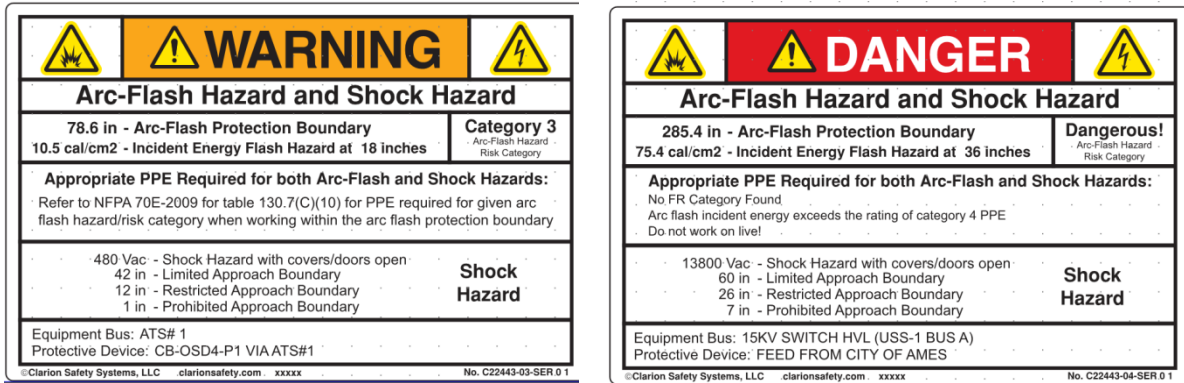 WARNING
Arc-Flash Hazard and Shock Hazard
78.6 in - Arc-Flash Protection Boundary
10.5 cal/cm2 - Incident Energy Flash Hazard at 18 inches
Category 3
Arc-Flash Hazard
Risk Category
Appropriate PPE Required for both Arc-Flash and Shock Hazards:
Refer to NFPA 70E-2009 for table 130.7(C)(10) for PPE required for given arc
flash hazard/risk category when working within the arc flash protection boundary
480 Vac - Shock Hazard with covers/doors open
42 in - Limited Approach Boundary
12 in - Restricted Approach Boundary
1 in - Prohibited Approach Boundary
Shock
Hazard
Equipment Bus: ATS# 1
Protective Device: CB-OSD4-P1 VIA ATS#1
©Clarion Safety Systems, LLC clarionsafety.com xxxxx No. C22443-03-SER 0 1
DANGER
Arc-Flash Hazard and Shock Hazard
285.4 in - Arc-Flash Protection Boundary
75.4 cal/cm2 - Incident Energy Flash Hazard at 36 inches
Dangerous!
Arc-Flash Hazard
Risk Category
Appropriate PPE Required for both Arc-Flash and Shock Hazards:
No FR Category Found
Arc flash incident energy exceeds the rating of category 4 PPE
Do not work on live!
13800 Vac - Shock Hazard with covers/doors open
60 in - Limited Approach Boundary
26 in - Restricted Approach Boundary
7 in - Prohibited Approach Boundary
Shock
Hazard
Equipment Bus: 15KV SWITCH HVL (USS-1 BUS A)
Protective Device: FEED FROM CITY OF AMES
©Clarion Safety Systems, LLC clarionsafety.com xxxxx No. C22443-04-SER 0 1